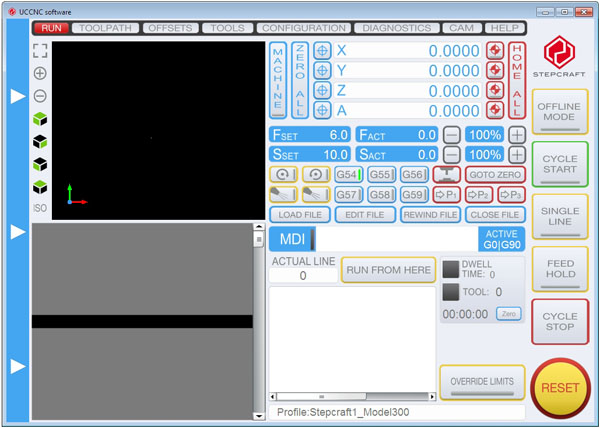 UCCNC software
RUN TOOLPATH OFFSETS TOOLS CONFIGURATION DIAGNOSTICS CAM HELP
MACHINE
ZERO ALL
X 0.0000
Y 0.0000
Z 0.0000
A 0.0000
HOME ALL
STEPCRAFT
OFFLINE
MODE
FSET 6.0 FACT 0.0 100%
SSET 10.0 SACT 0.0 100%
G54 G55 G56 GOTO ZERO
G57 G58 G59 P1 P2 P3
LOAD FILE EDIT FILE REWIND FILE CLOSE FILE
CYCLE
START
ISO
MDI
ACTIVE
G0|G90
SINGLE
LINE
ACTUAL LINE
0
RUN FROM HERE
DWELL
TIME: 0
TOOL: 0
00:00:00 Zero
FEED
HOLD
CYCLE
STOP
OVERRIDE LIMITS
RESET
Profile:Stepcraft1_Model300